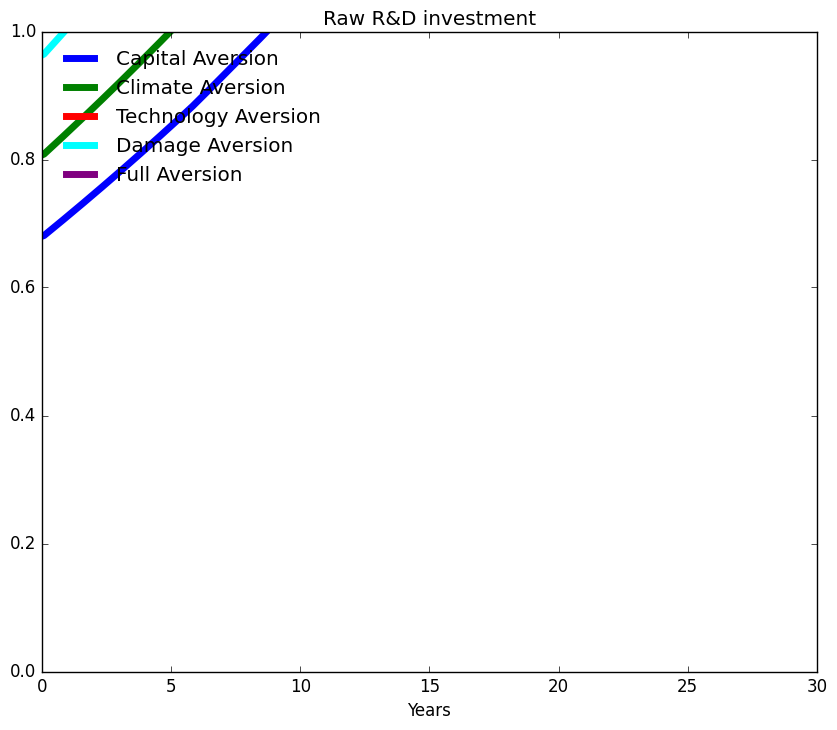 Raw R&D investment
1.0
Capital Aversion
Climate Aversion
Technology Aversion
Damage Aversion
Full Aversion
0.8
0.6
0.4
0.2
0.0
0 5 10 15 20 25 30
Years